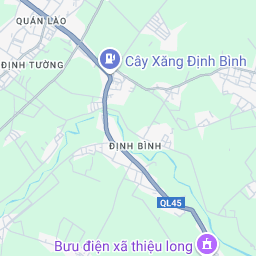 QUÁN LÀO
Cây Xăng Định Bình
ĐỊNH TƯỜNG
ĐỊNH BÌNH
QL45
Bưu điện xã thiệu long